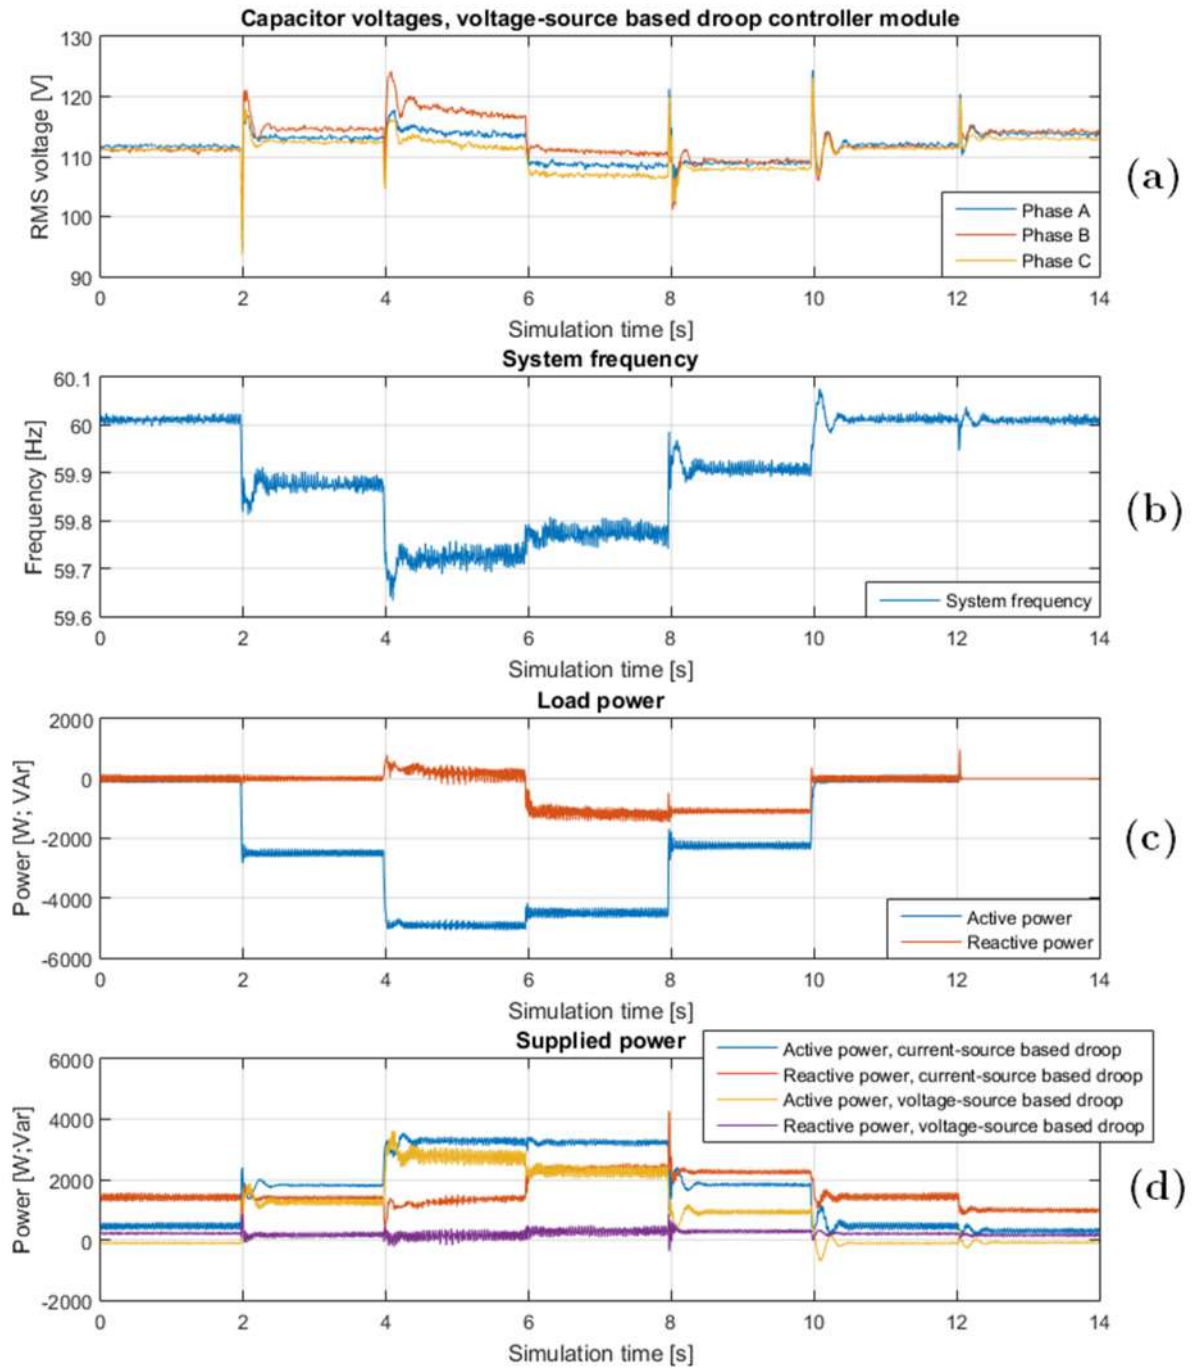 Capacitor voltages, voltage-source based droop controller module
RMS voltage [V]
130
120
110
100
90
Phase A
Phase B
Phase C
0 2 4 6 8 10 12 14
Simulation time [s]
(a)
System frequency
Frequency [Hz]
60.1
60
59.9
59.8
59.7
59.6
System frequency
0 2 4 6 8 10 12 14
Simulation time [s]
(b)
Load power
Power [W; VAr]
2000
0
-2000
-4000
-6000
Active power
Reactive power
0 2 4 6 8 10 12 14
Simulation time [s]
(c)
Supplied power
Power [W;Var]
6000
4000
2000
0
-2000
Active power, current-source based droop
Reactive power, current-source based droop
Active power, voltage-source based droop
Reactive power, voltage-source based droop
0 2 4 6 8 10 12 14
Simulation time [s]
(d)